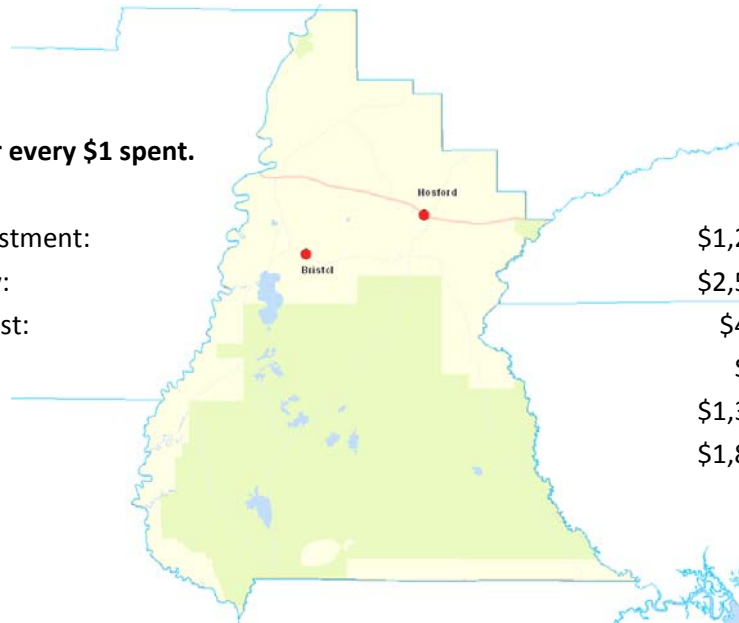 r every $1 spent.
Hosford
stment:
$1,2
Bristol
y:
$2,5
st:
$4
$
$1,3
$1,8